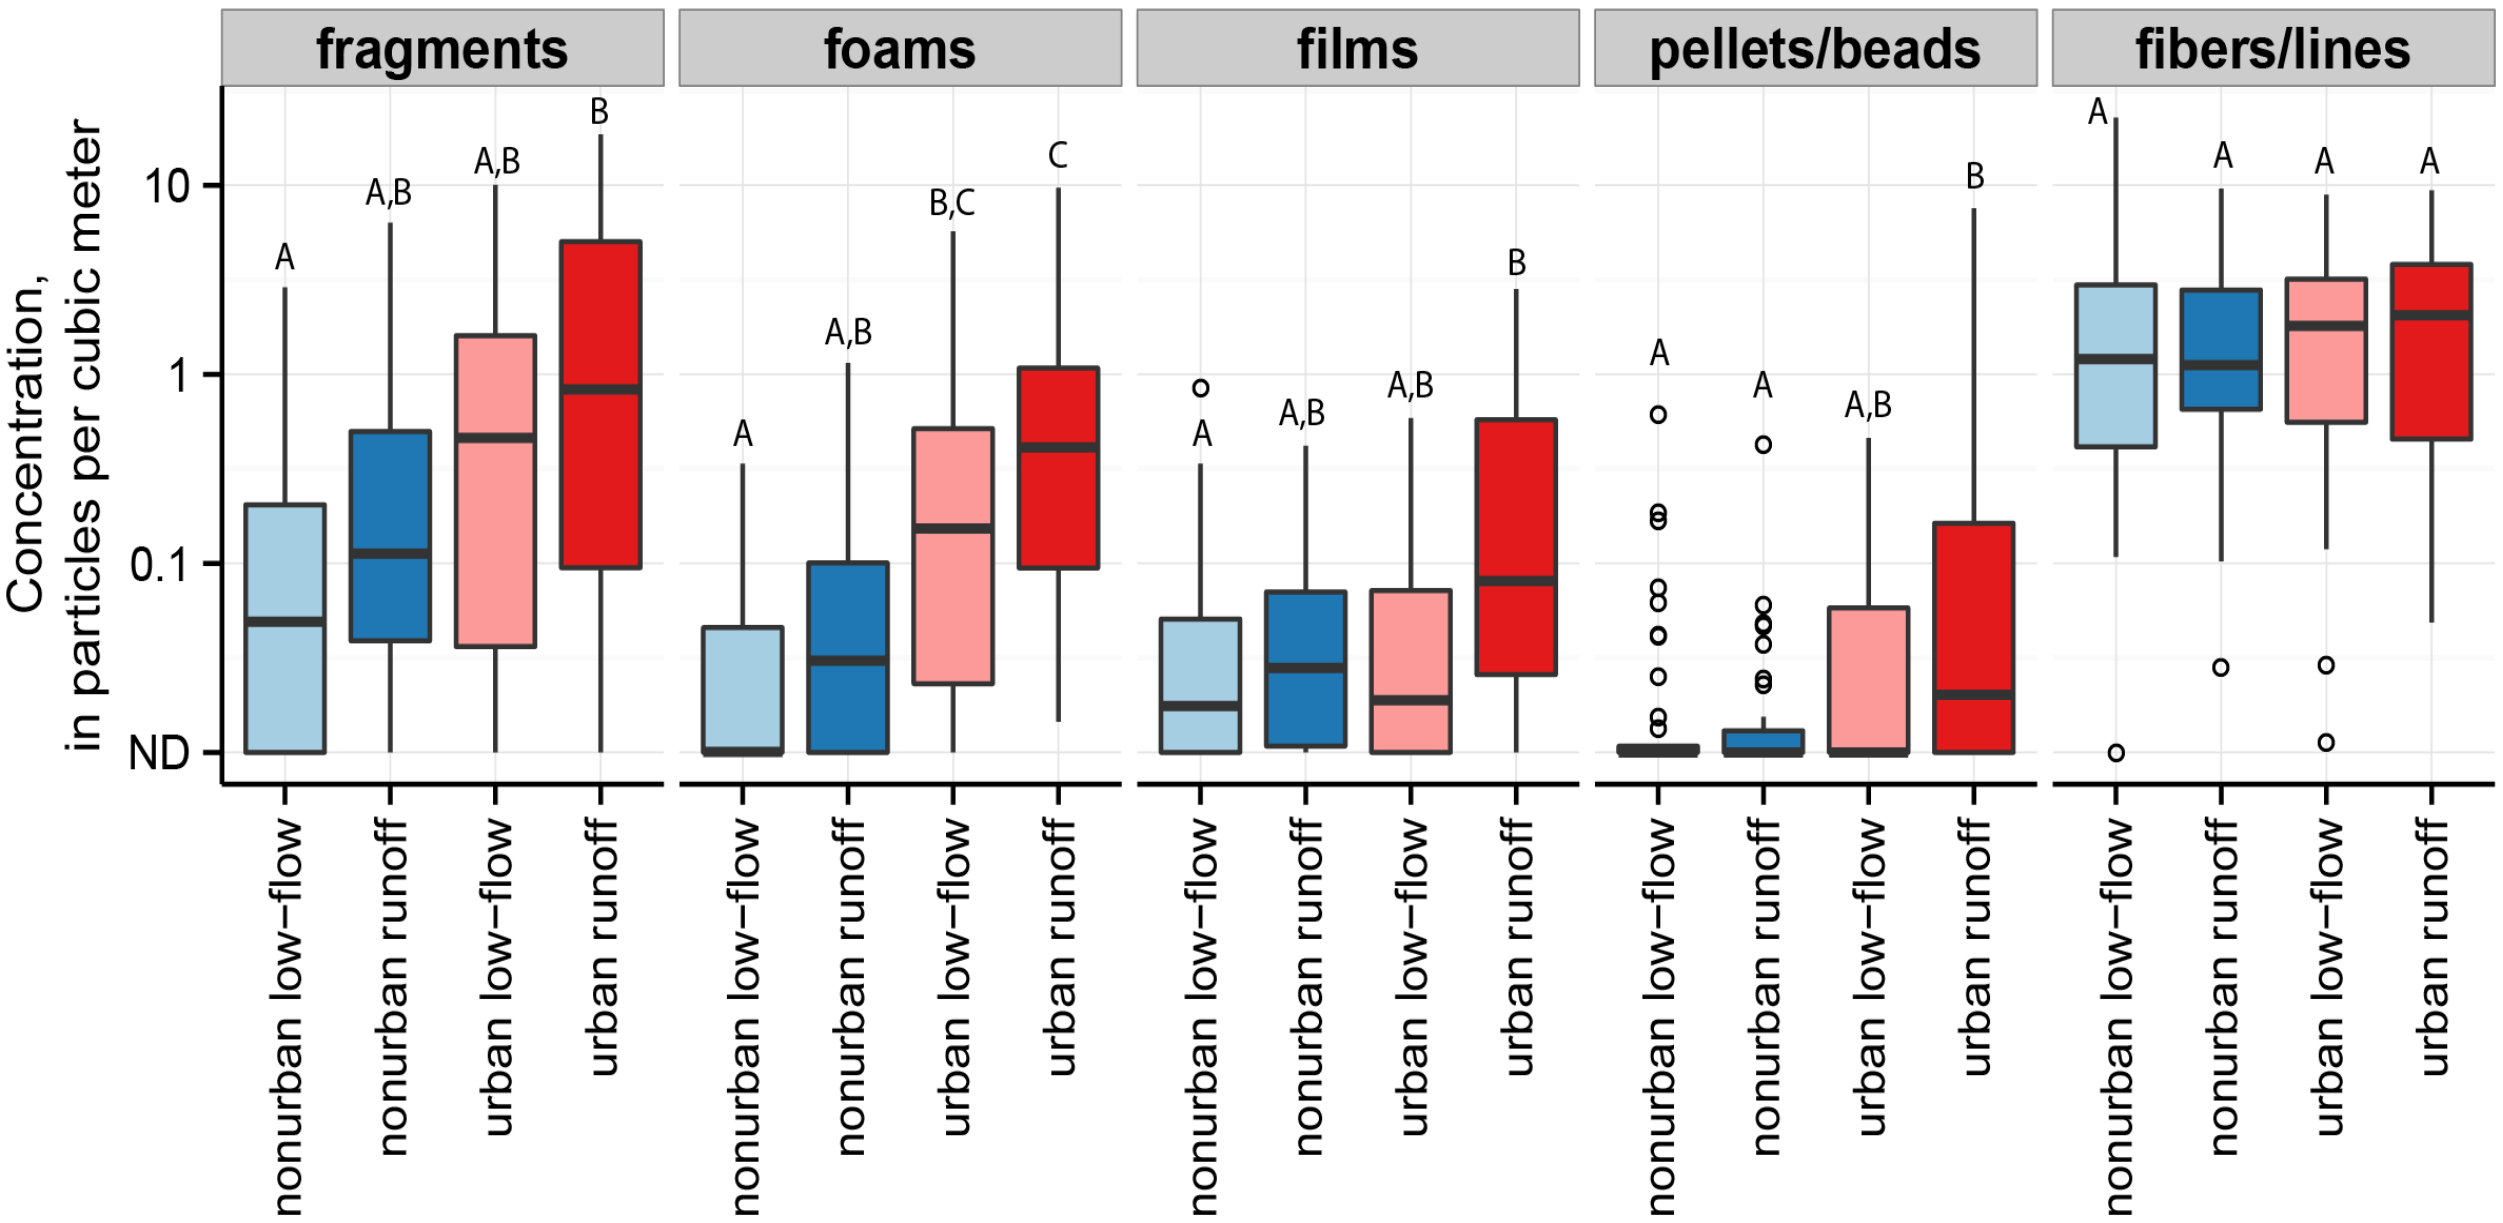 fragments
foams
films
pellets/beads
fibers/lines
Concentration,
in particles per cubic meter
10
1
0.1
ND
A
A,B
A,B
B
A
A,B
B,C
C
A
A,B
A,B
B
A
A
A,B
B
A
A
A
A
nonurban low-flow
nonurban runoff
urban low-flow
urban runoff
nonurban low-flow
nonurban runoff
urban low-flow
urban runoff
nonurban low-flow
nonurban runoff
urban low-flow
urban runoff
nonurban low-flow
nonurban runoff
urban low-flow
urban runoff
nonurban low-flow
nonurban runoff
urban low-flow
urban runoff